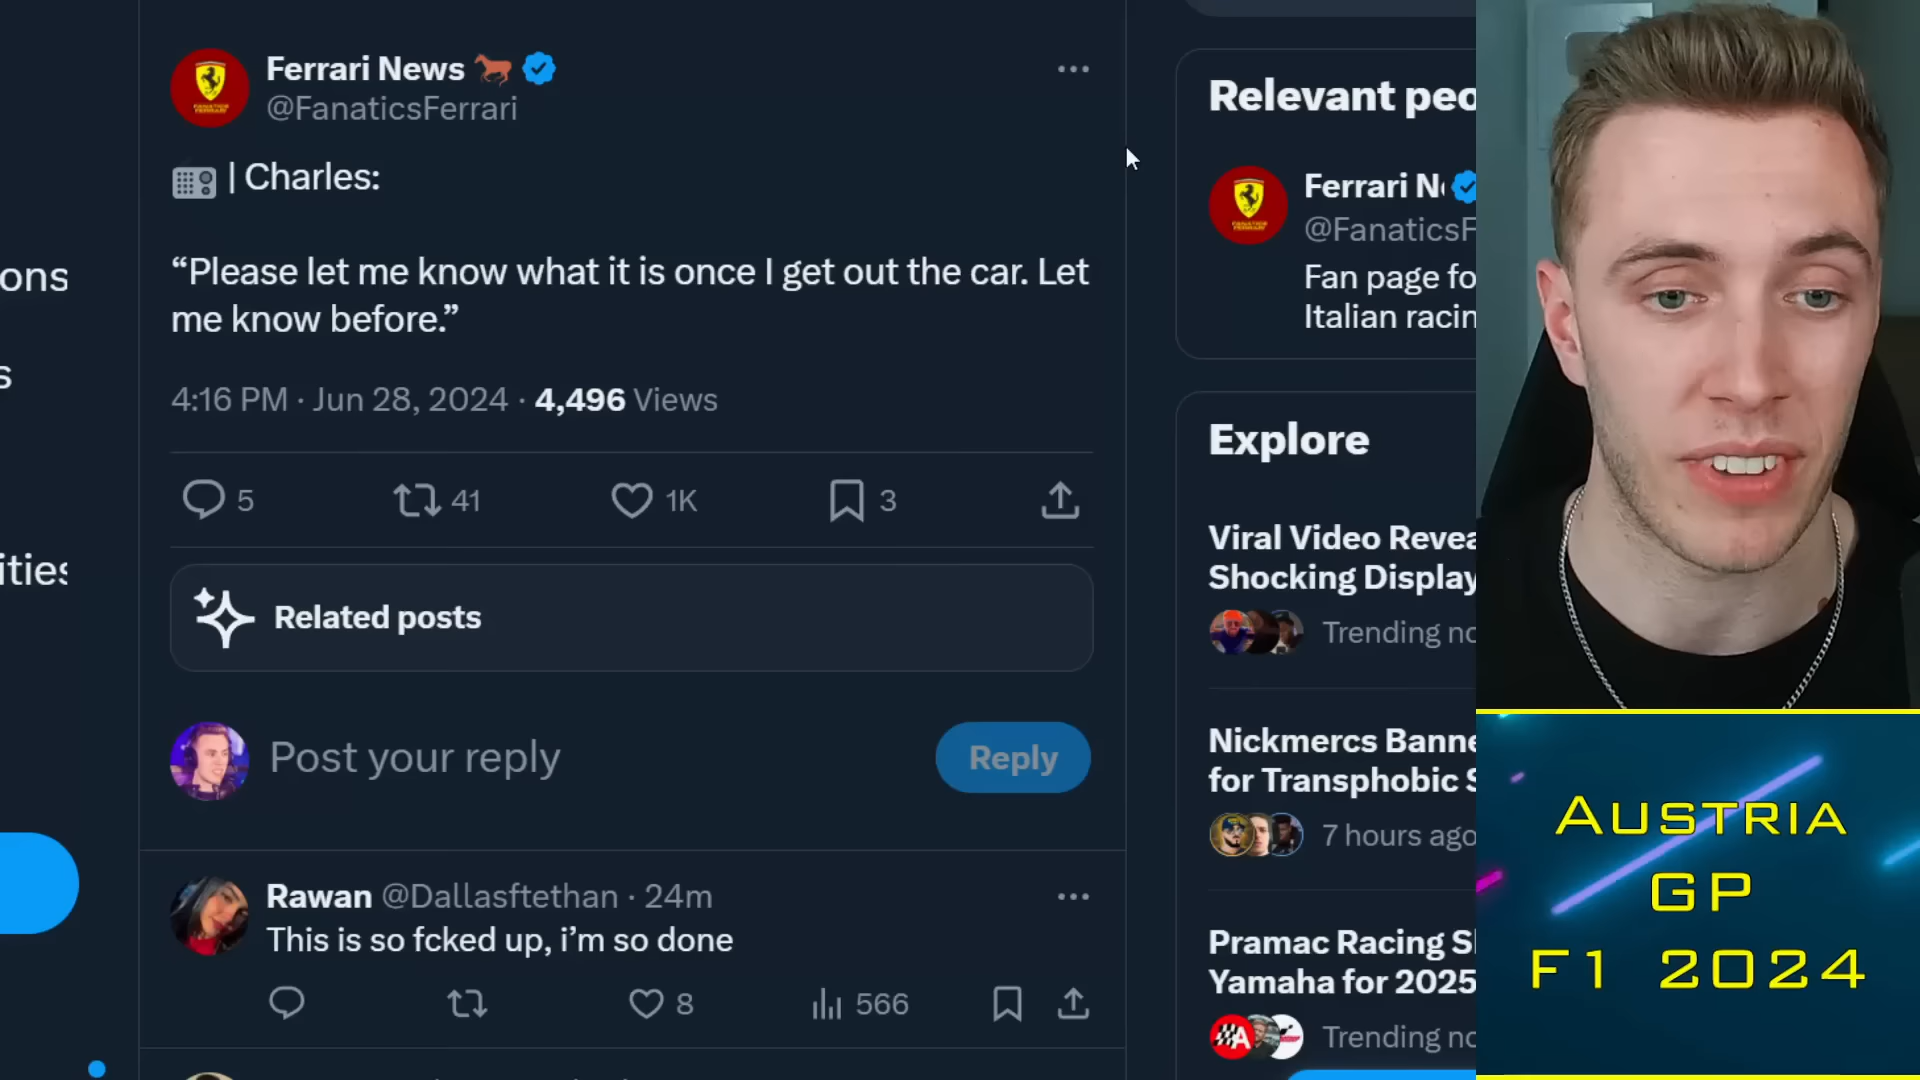 Ferrari News
@FanaticsFerrari
| Charles:
“Please let me know what it is once I get out the car. Let
me know before.”
4:16 PM · Jun 28, 2024 · 4,496 Views
5
41
1K
3
Related posts
Post your reply
Reply
Rawan @Dallasftethan · 24m
This is so fcked up, i’m so done
8
566
ons
s
ities
Relevant peo
Ferrari N
@FanaticsF
Fan page fo
Italian racin
Explore
Viral Video Revea
Shocking Display
Trending no
Nickmercs Banne
for Transphobic S
7 hours ago
Pramac Racing S
Yamaha for 2025
Trending no
AUSTRIA
GP
F1 2024